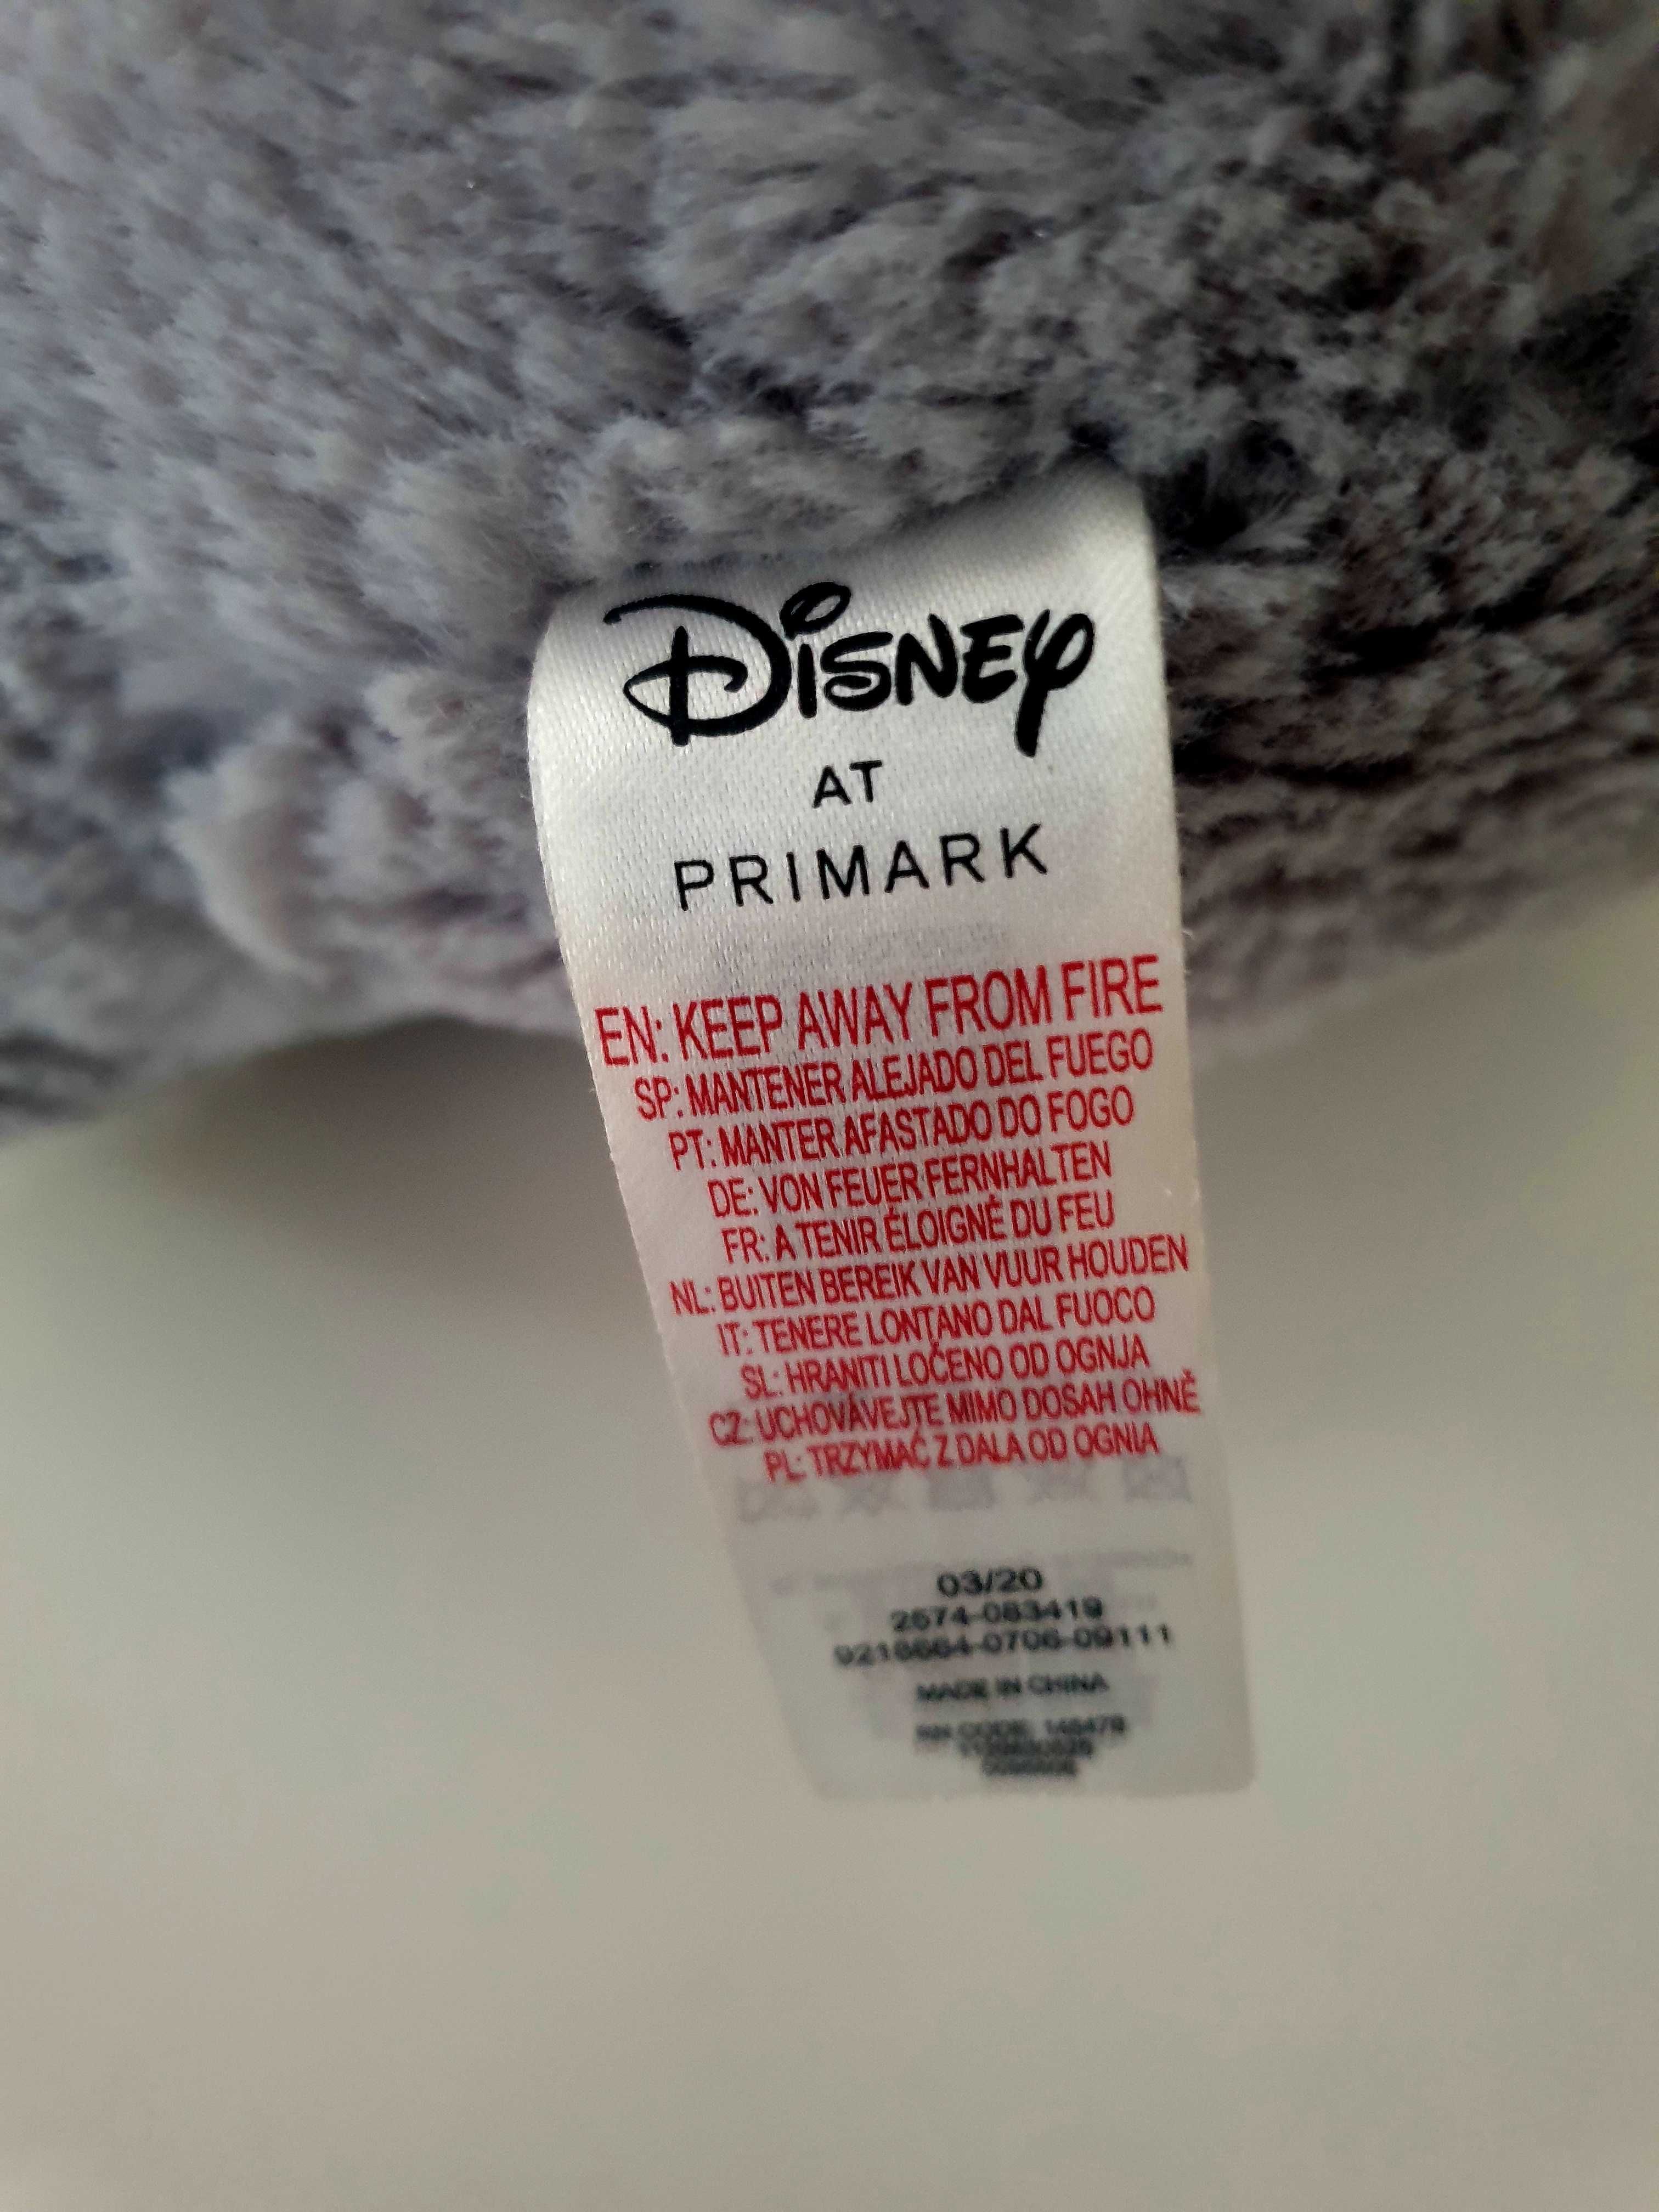 Disney
AT
PRIMARK
EN: KEEP AWAY FROM FIRE
SP: MANTENER ALEJADO DEL FUEGO
PT: MANTER AFASTADO DO FOGO
DE: VON FEUER FERNHALTEN
FR: A TENIR ÉLOIGNÉ DU FEU
NL: BUITEN BEREIK VAN VUUR HOUDEN
IT: TENERE LONTANO DAL FUOCO
SL: HRANITI LOČENO OD OGNJA
CZ: UCHOVÁVEJTE MIMO DOSAH OHNĚ
PL: TRZYMAĆ Z DALA OD OGNIA
03/20
2674-083419
MADE IN CHINA
RN CODE: